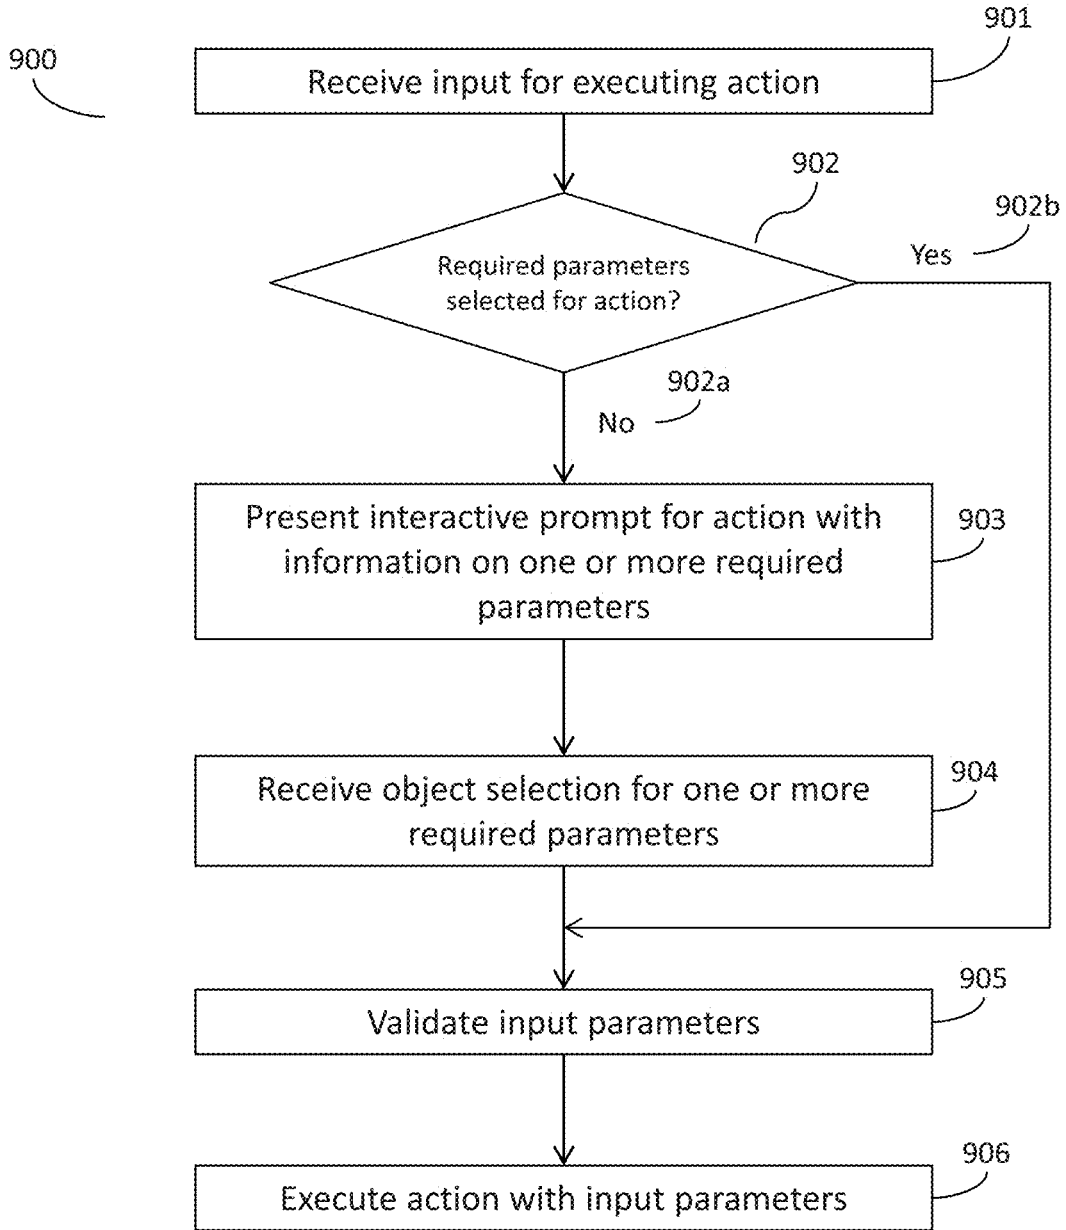 901
900
Receive input for executing action
902
902b
Yes
Required parameters
selected for action?
902a
No
Present interactive prompt for action with
information on one or more required
parameters
903
904
Receive object selection for one or more
required parameters
905
Validate input parameters
906
Execute action with input parameters